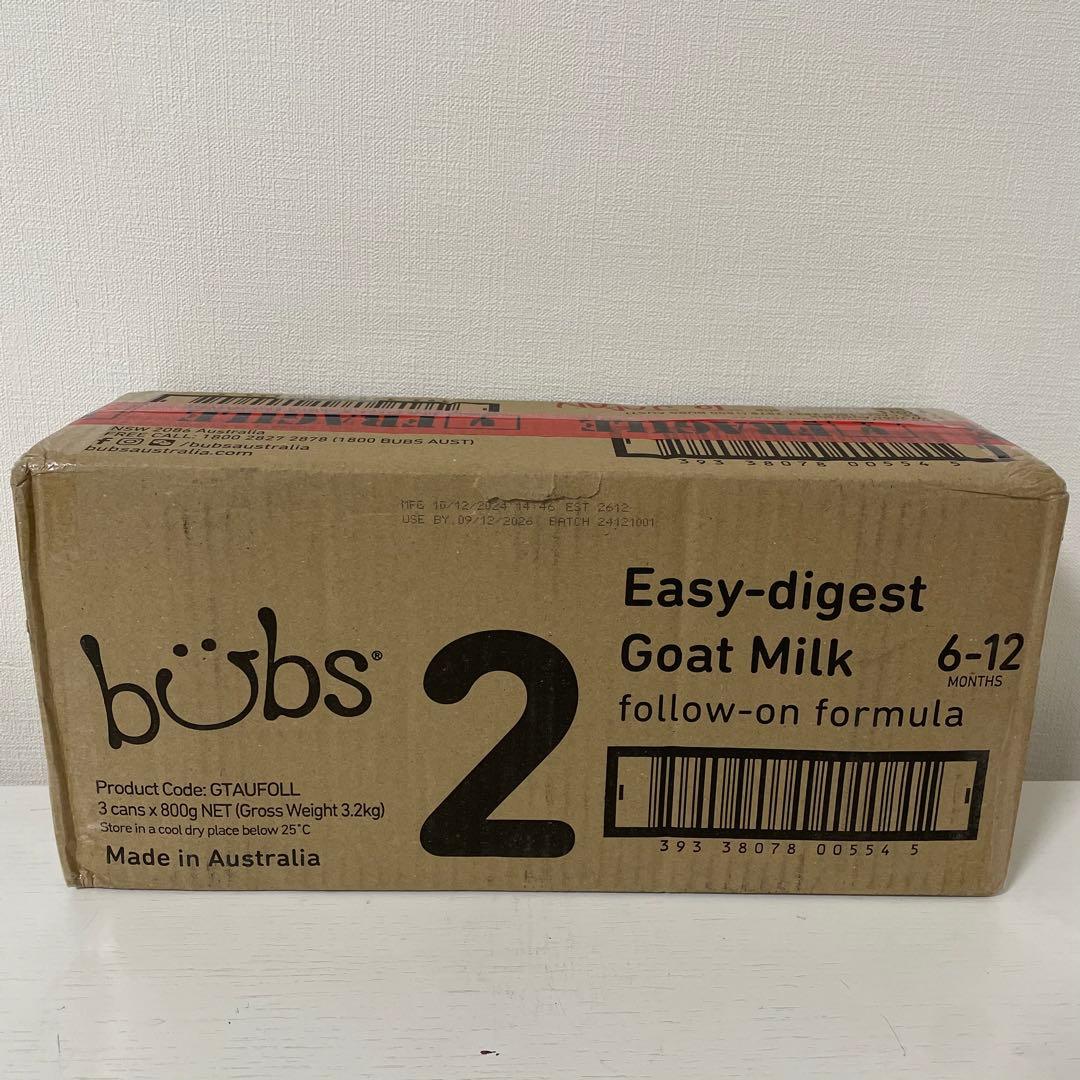 FRAGILE
NSW 2086 Australia
FREE CALL: 1800 2827 2878 (1800 BUBS AUST)
/bubsaustralia
bubsaustralia.com
393 38078 00554 5
MFG 10/12/2024 14:46 EST 2612
USE BY 09/12/2026 BATCH 24121001
bubs®
2
Easy-digest
Goat Milk
follow-on formula
6-12
MONTHS
Product Code: GTAUFOLL
3 cans x 800g NET (Gross Weight 3.2kg)
Store in a cool dry place below 25°C
Made in Australia
393 38078 00554 5